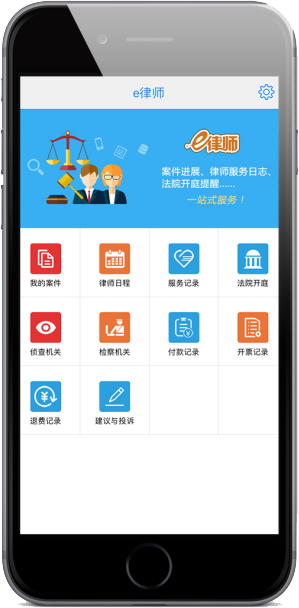 e律师
e律师
案件进展、律师服务日志、
法院开庭提醒......
一站式服务！
我的案件
律师日程
服务记录
法院开庭
侦查机关
检察机关
付款记录
开票记录
退费记录
建议与投诉